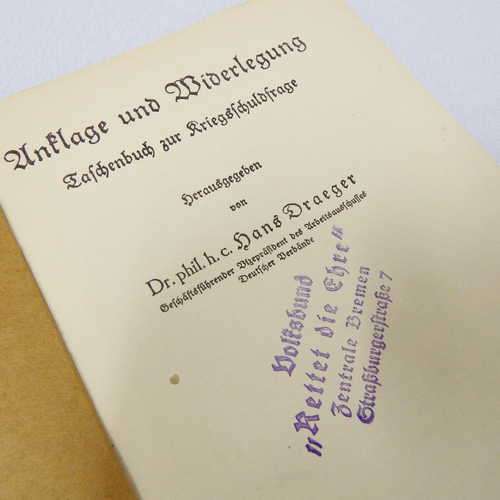 Anklage und Widerlegung
Taschenbuch zur Kriegsschuldfrage
Herausgegeben
von
Dr. phil. h. c. Hans Draeger
Geschäftsführender Vizepräsident des Arbeitsausschusses
Deutscher Verbände
Volksbund
„Rettet die Ehre“
Zentrale Bremen
Straßburgerstraße 7